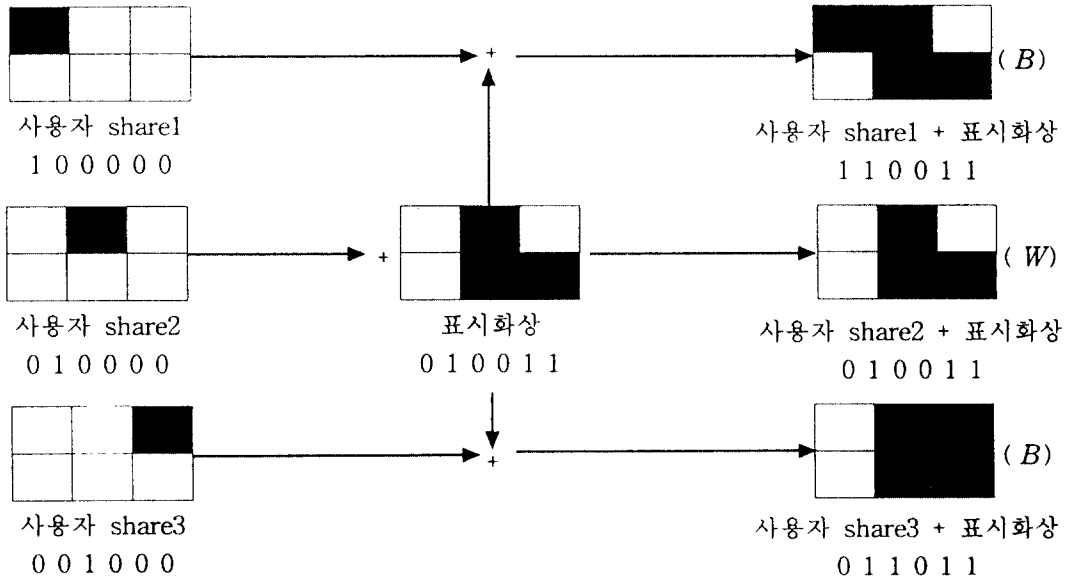 +
( B )
사용자 share1
1 0 0 0 0 0
사용자 share1 + 표시화상
1 1 0 0 1 1
+
( W )
사용자 share2
0 1 0 0 0 0
표시화상
0 1 0 0 1 1
사용자 share2 + 표시화상
0 1 0 0 1 1
+
( B )
사용자 share3
0 0 1 0 0 0
사용자 share3 + 표시화상
0 1 1 0 1 1